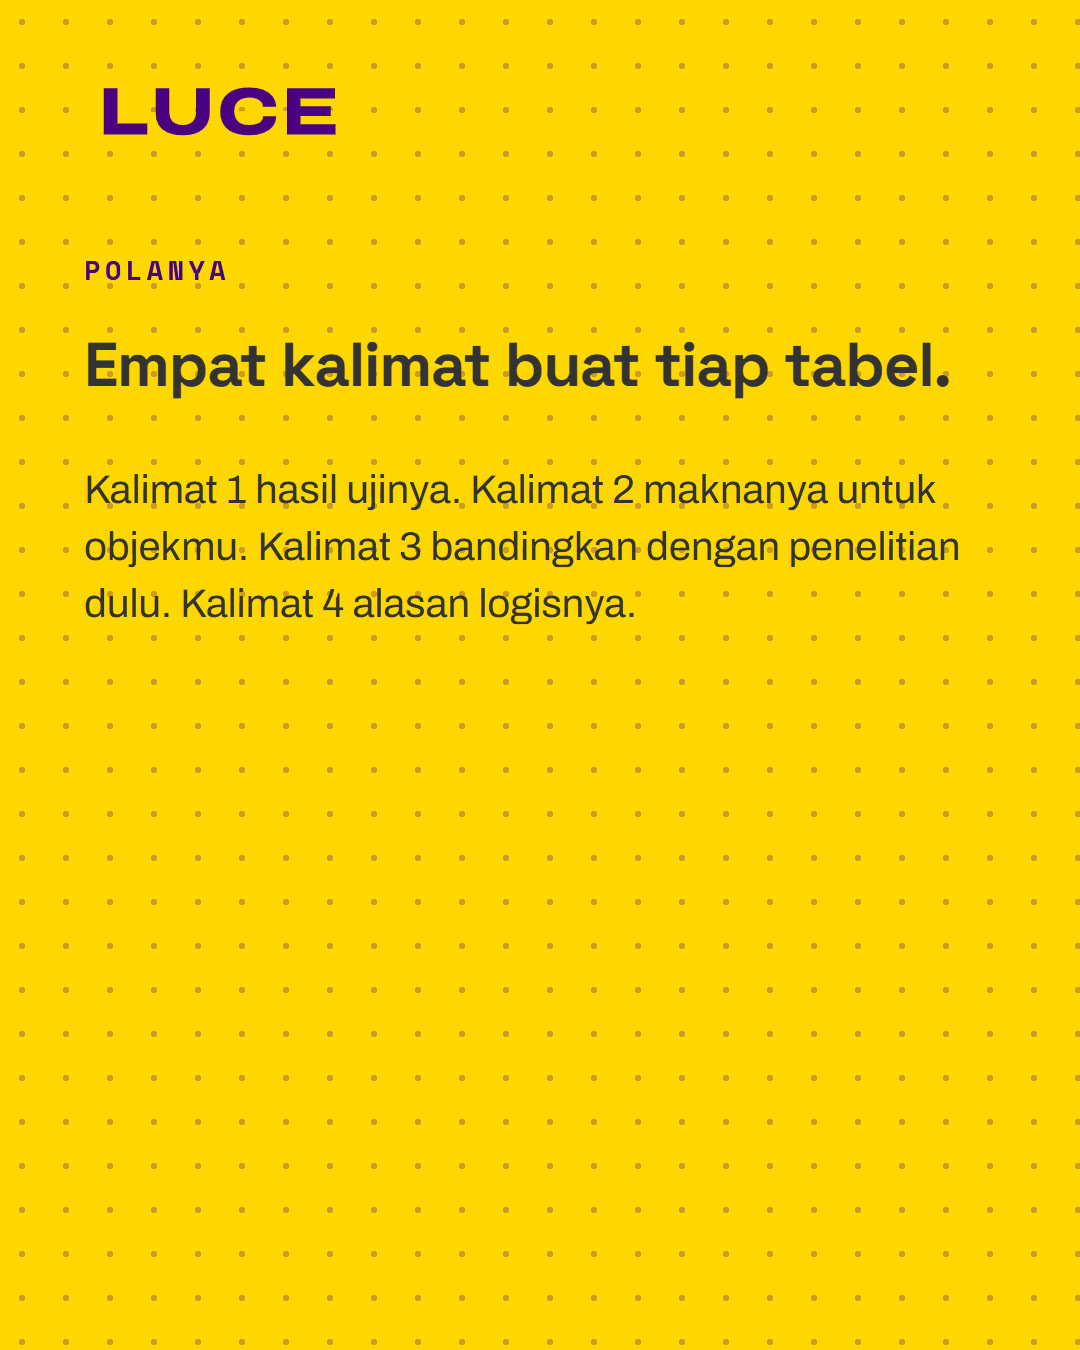 LUCE
POLANYA
Empat kalimat buat tiap tabel.
Kalimat 1 hasil ujinya. Kalimat 2 maknanya untuk
objekmu. Kalimat 3 bandingkan dengan penelitian
dulu. Kalimat 4 alasan logisnya.